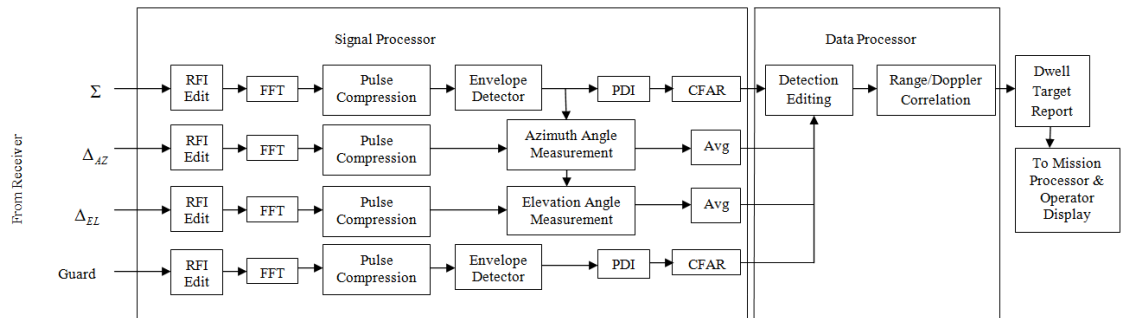 Signal Processor
Data Processor
From Receiver
Σ
RFI
Edit
FFT
Pulse
Compression
Envelope
Detector
PDI
CFAR
Detection
Editing
Range/Doppler
Correlation
Dwell
Target
Report
Δ_AZ
RFI
Edit
FFT
Pulse
Compression
Azimuth Angle
Measurement
Avg
To Mission
Processor &
Operator
Display
Δ_EL
RFI
Edit
FFT
Pulse
Compression
Elevation Angle
Measurement
Avg
Guard
RFI
Edit
FFT
Pulse
Compression
Envelope
Detector
PDI
CFAR